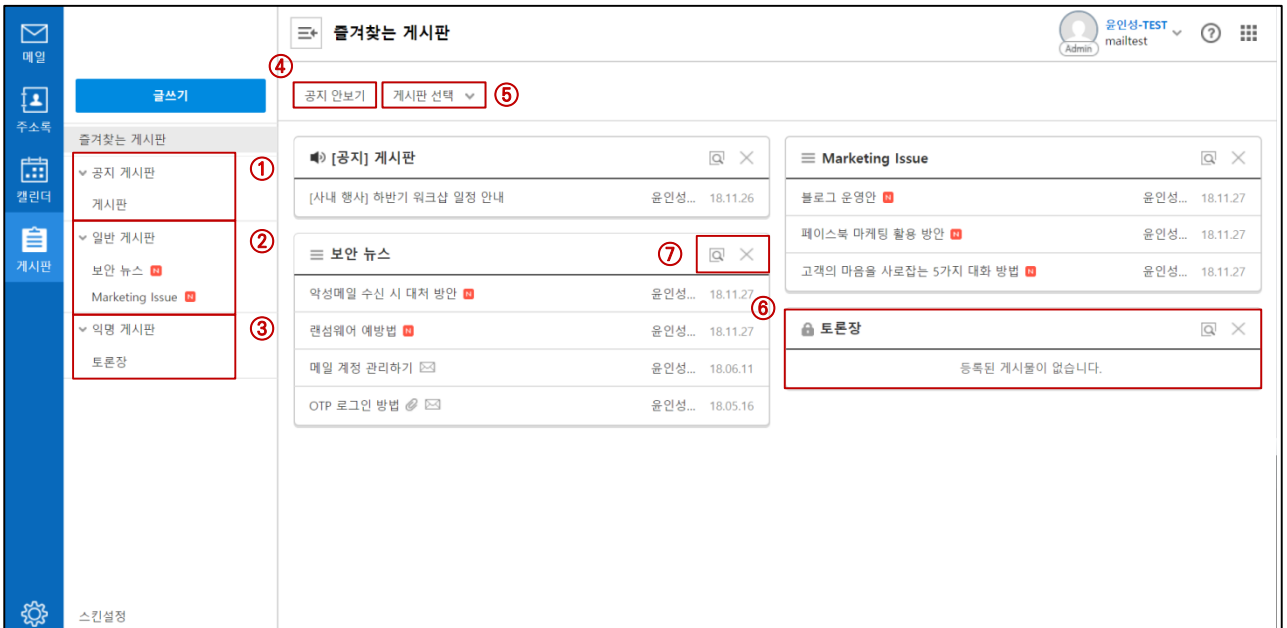 메일
주소록
캘린더
게시판
글쓰기
즐겨찾는 게시판
① 공지 게시판
게시판
② 일반 게시판
보안 뉴스 N
Marketing Issue N
③ 익명 게시판
토론장
스킨설정
즐겨찾는 게시판
Admin
윤인성-TEST
mailtest
?
④ 공지 안보기
게시판 선택 ⑤
[공지] 게시판
[사내 행사] 하반기 워크샵 일정 안내 윤인성... 18.11.26
보안 뉴스 ⑦
악성메일 수신 시 대처 방안 N 윤인성... 18.11.27
랜섬웨어 예방법 N 윤인성... 18.11.27
메일 계정 관리하기 윤인성... 18.06.11
OTP 로그인 방법 윤인성... 18.05.16
Marketing Issue
블로그 운영안 N 윤인성... 18.11.27
페이스북 마케팅 활용 방안 N 윤인성... 18.11.27
고객의 마음을 사로잡는 5가지 대화 방법 N 윤인성... 18.11.27
⑥ 토론장
등록된 게시물이 없습니다.